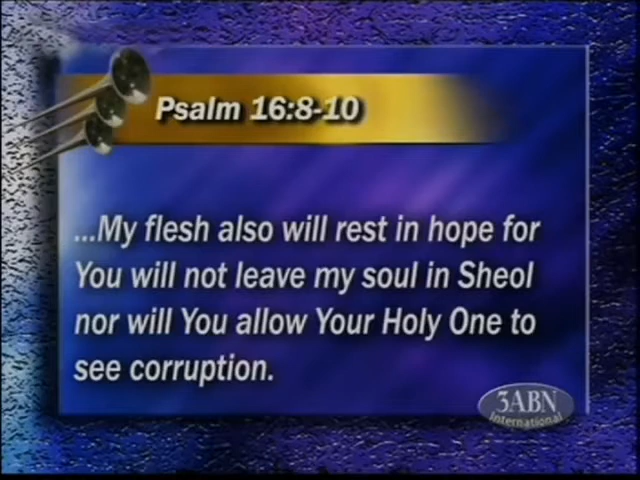 Psalm 16:8-10
...My flesh also will rest in hope for
You will not leave my soul in Sheol
nor will You allow Your Holy One to
see corruption.
3ABN
International